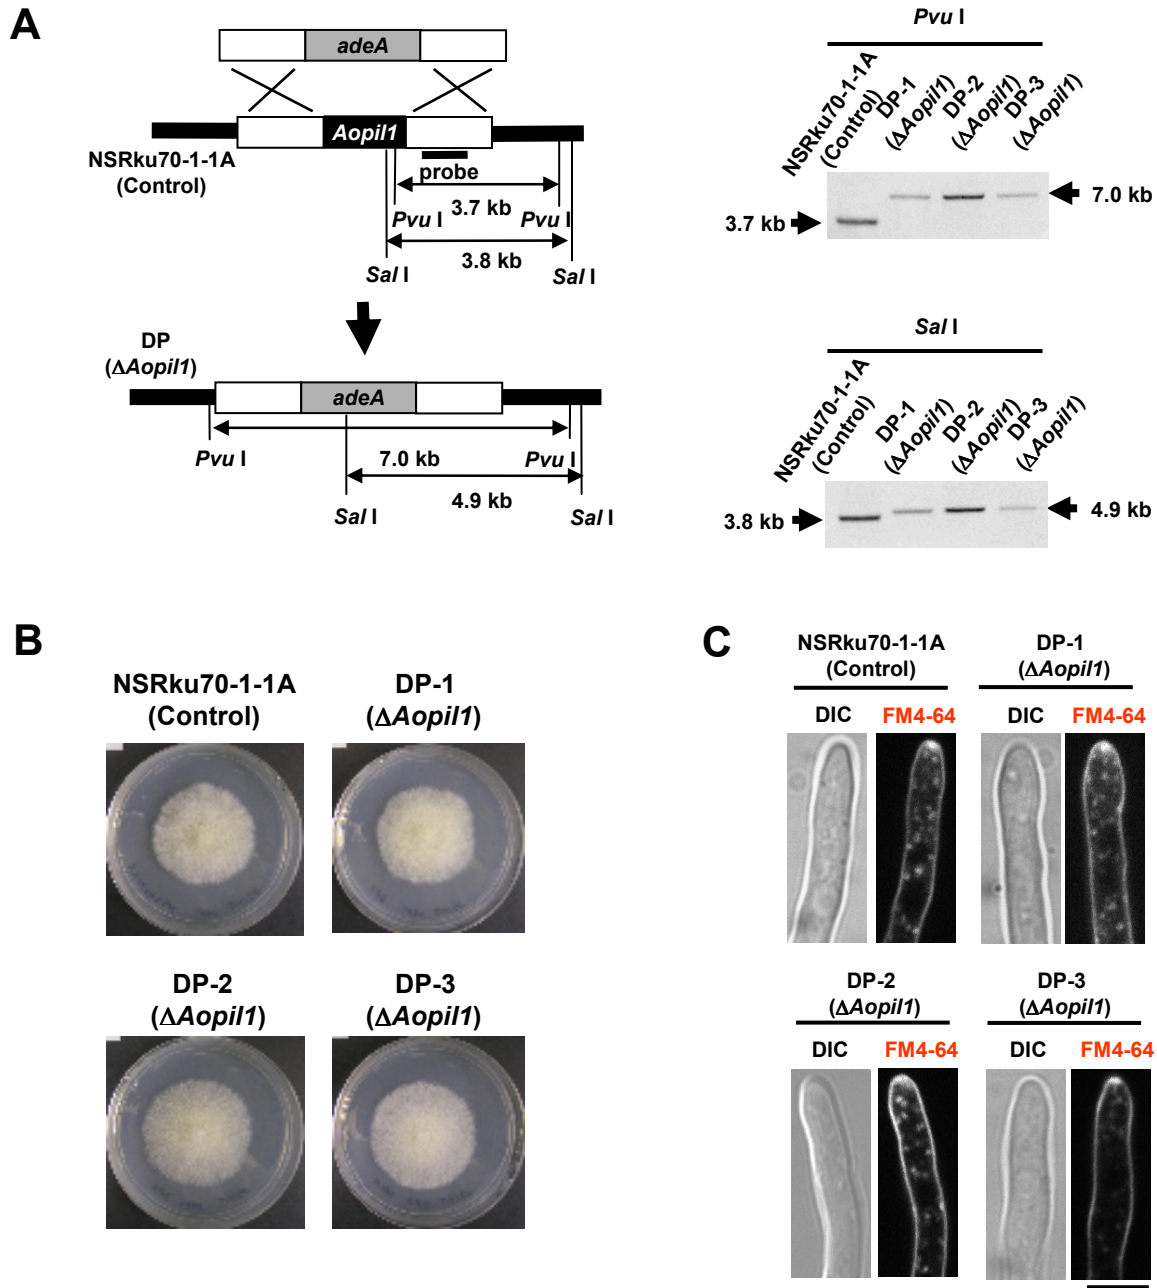 A
adeA
Aopil1
NSRku70-1-1A
(Control)
probe
3.7 kb
Pvu I
Pvu I
3.8 kb
Sal I
Sal I
DP
(ΔAopil1)
adeA
Pvu I
7.0 kb
Pvu I
4.9 kb
Sal I
Sal I
Pvu I
NSRku70-1-1A
(Control)
DP-1
(ΔAopil1)
DP-2
(ΔAopil1)
DP-3
(ΔAopil1)
3.7 kb
7.0 kb
Sal I
NSRku70-1-1A
(Control)
DP-1
(ΔAopil1)
DP-2
(ΔAopil1)
DP-3
(ΔAopil1)
3.8 kb
4.9 kb
B
NSRku70-1-1A
(Control)
DP-1
(ΔAopil1)
DP-2
(ΔAopil1)
DP-3
(ΔAopil1)
C
NSRku70-1-1A
(Control)
DIC FM4-64
DP-1
(ΔAopil1)
DIC FM4-64
DP-2
(ΔAopil1)
DIC FM4-64
DP-3
(ΔAopil1)
DIC FM4-64